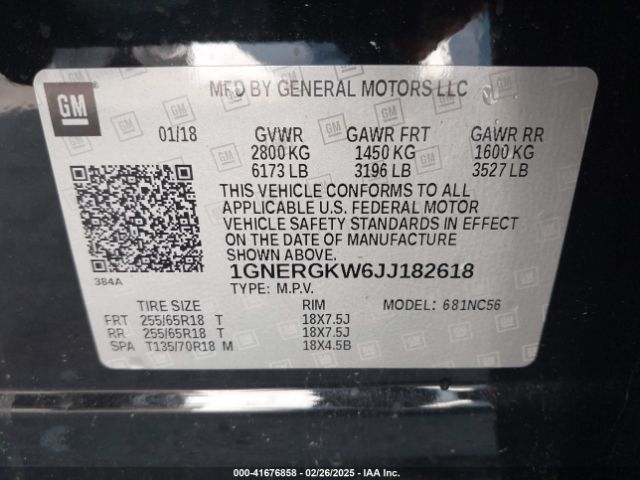 GM
MFD BY GENERAL MOTORS LLC
01/18 GVWR GAWR FRT GAWR RR
2800 KG 1450 KG 1600 KG
6173 LB 3196 LB 3527 LB
THIS VEHICLE CONFORMS TO ALL
APPLICABLE U.S. FEDERAL MOTOR
VEHICLE SAFETY STANDARDS IN EFFECT
ON THE DATE OF MANUFACTURE
SHOWN ABOVE.
1GNERGKW6JJ182618
384A
TYPE: M.P.V.
TIRE SIZE RIM MODEL: 681NC56
FRT 255/65R18 T 18X7.5J
RR 255/65R18 T 18X7.5J
SPA T135/70R18 M 18X4.5B
000-41676858 - 02/26/2025 - IAA Inc.